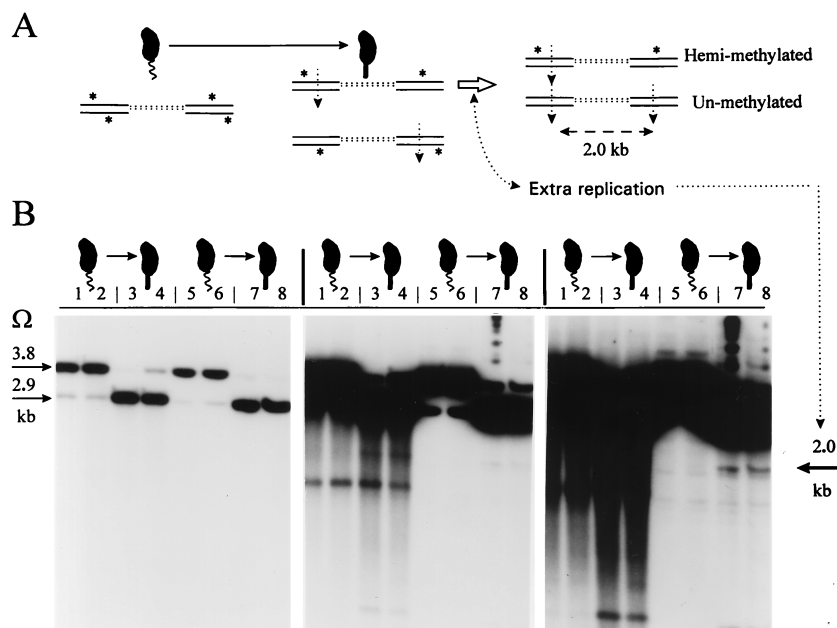 A
* * Hemi-methylated
* * * *
* * Un-methylated
* *
2.0 kb
Extra replication
B
1 2 | 3 4 | 5 6 | 7 8 1 2 | 3 4 | 5 6 | 7 8 1 2 | 3 4 | 5 6 | 7 8
Ω
3.8
2.9
kb
2.0
kb